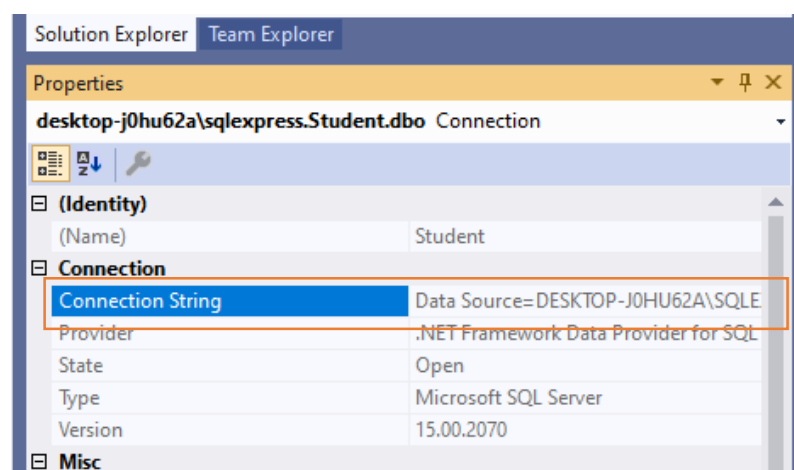 Solution Explorer Team Explorer
Properties
desktop-j0hu62a\sqlexpress.Student.dbo Connection
(Identity)
(Name) Student
Connection
Connection String Data Source=DESKTOP-J0HU62A\SQLE
Provider .NET Framework Data Provider for SQL
State Open
Type Microsoft SQL Server
Version 15.00.2070
Misc